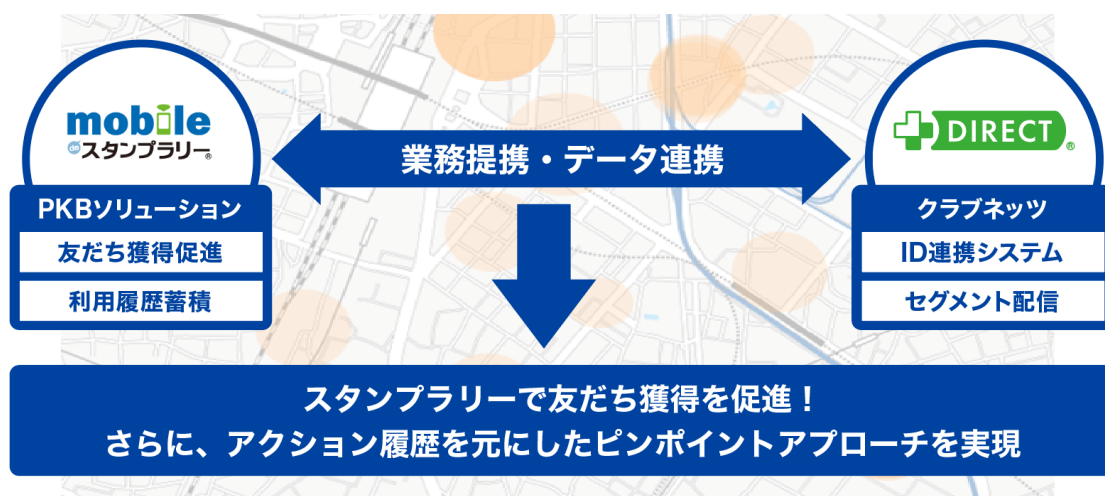 mobile
de スタンプラリー®
業務提携・データ連携
DIRECT®
PKBソリューション
友だち獲得促進
利用履歴蓄積
クラブネッツ
ID連携システム
セグメント配信
スタンプラリーで友だち獲得を促進！
さらに、アクション履歴を元にしたピンポイントアプローチを実現